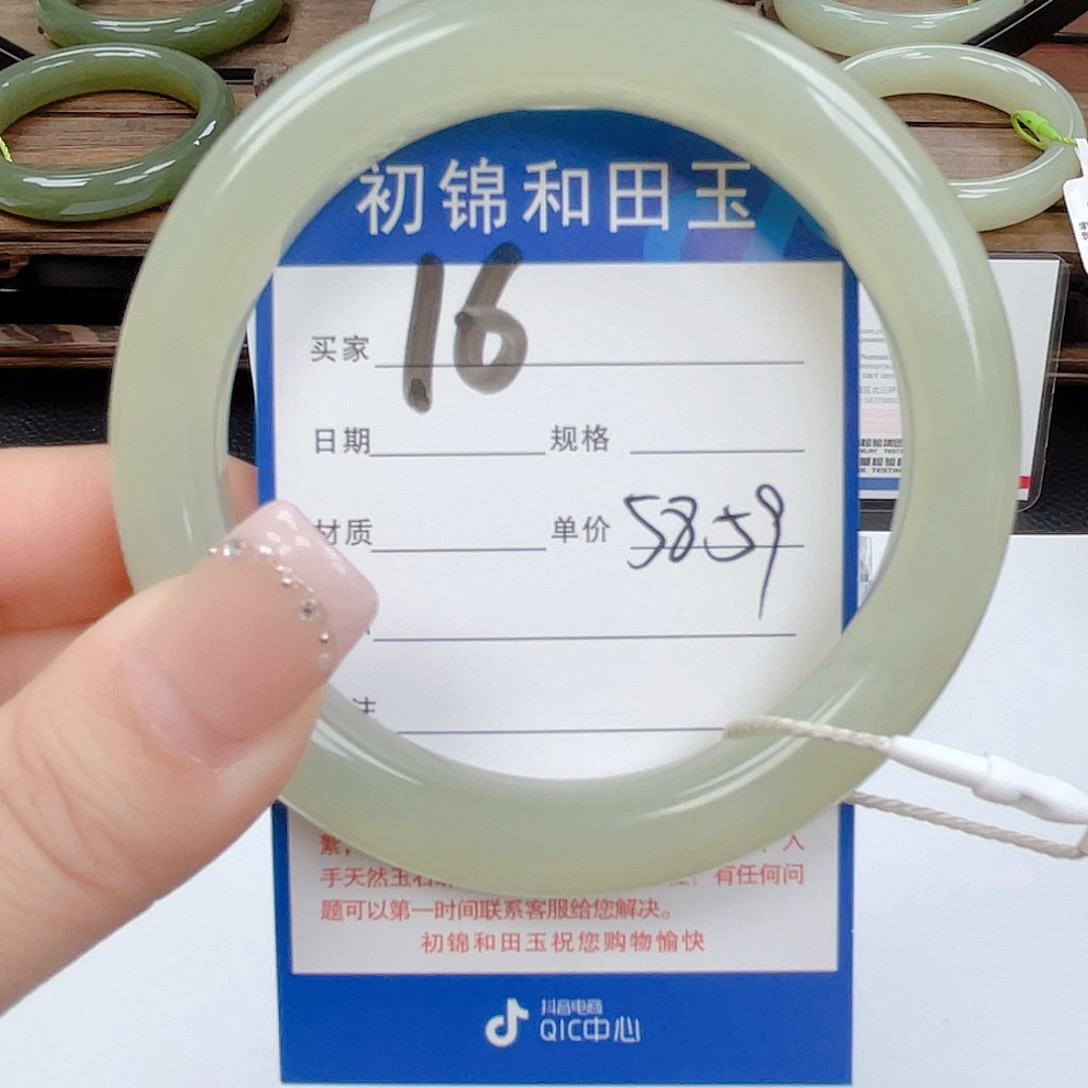 初锦和田玉
买家 16
日期 规格
材质 单价 5859
繁,
入
手天然玉石 有任何问
题可以第一时间联系客服给您解决。
初锦和田玉祝您购物愉快
抖音电商
QIC中心